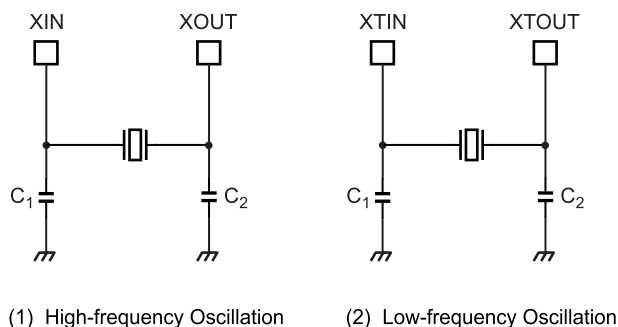 XIN XOUT XTIN XTOUT
C1 C2 C1 C2
(1) High-frequency Oscillation (2) Low-frequency Oscillation